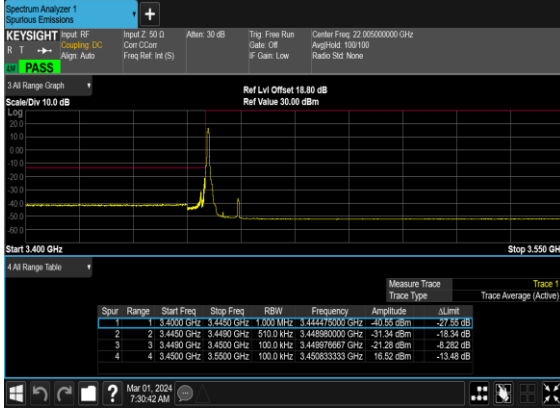 Spectrum Analyzer 1
Spurious Emissions
KEYSIGHT Input: RF Input Z: 50 Ω Atten: 30 dB Trig: Free Run Center Freq: 22.005000000 GHz
R T Coupling: DC Corr CCorr Gate: Off Avg|Hold: 100/100
Align: Auto Freq Ref: Int (S) IF Gain: Low Radio Std: None
PASS
3 All Range Graph
Ref Lvl Offset 18.80 dB
Scale/Div 10.0 dB Ref Value 30.00 dBm
Log
20.0
10.0
0.00
-10.0
-20.0
-30.0
-40.0
-50.0
-60.0
Start 3.400 GHz Stop 3.550 GH
4 All Range Table
Measure Trace Trace 1
Trace Type Trace Average (Active)
Spur Range Start Freq Stop Freq RBW Frequency Amplitude ΔLimit
1 1 3.4000 GHz 3.4450 GHz 1.000 MHz 3.444475000 GHz -40.55 dBm -27.55 dB
2 2 3.4450 GHz 3.4490 GHz 510.0 kHz 3.448980000 GHz -31.34 dBm -18.34 dB
3 3 3.4490 GHz 3.4500 GHz 100.0 kHz 3.449976667 GHz -21.28 dBm -8.282 dB
4 4 3.4500 GHz 3.5500 GHz 100.0 kHz 3.450833333 GHz 16.52 dBm -13.48 dB
Mar 01, 2024
7:30:42 AM